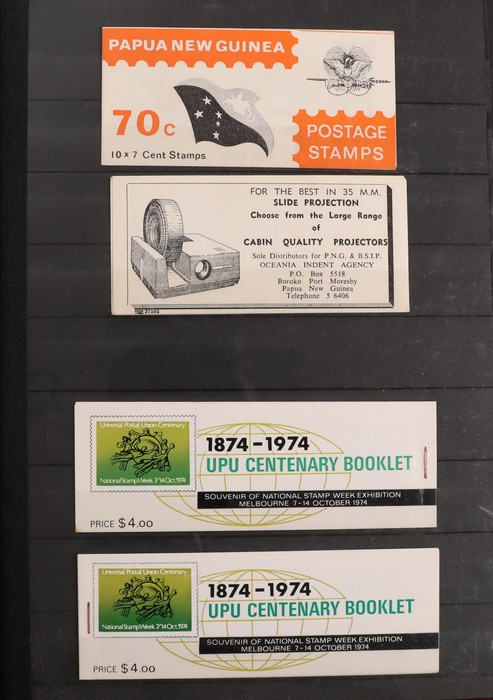 PAPUA NEW GUINEA
70c
10 x 7 Cent Stamps
POSTAGE
STAMPS
FOR THE BEST IN 35 M.M.
SLIDE PROJECTION
Choose from the Large Range
of
CABIN QUALITY PROJECTORS
Sole Distributors for P.N.G. & B.S.I.P.
OCEANIA INDENT AGENCY
P.O. Box 5518
Boroko Port Moresby
Papua New Guinea
Telephone 5 6406
Universal Postal Union Centenary
National Stamp Week 7-14 Oct. 1974
1874-1974
UPU CENTENARY BOOKLET
SOUVENIR OF NATIONAL STAMP WEEK EXHIBITION
MELBOURNE 7-14 OCTOBER 1974
PRICE $4.00
Universal Postal Union Centenary
National Stamp Week 7-14 Oct. 1974
1874-1974
UPU CENTENARY BOOKLET
SOUVENIR OF NATIONAL STAMP WEEK EXHIBITION
MELBOURNE 7-14 OCTOBER 1974
PRICE $4.00